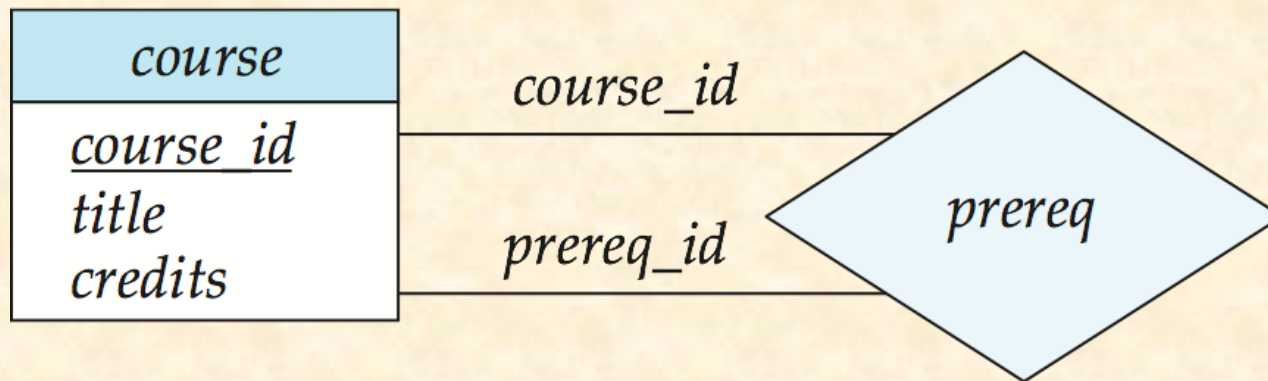 course
course_id
title
credits
course_id
prereq_id
prereq